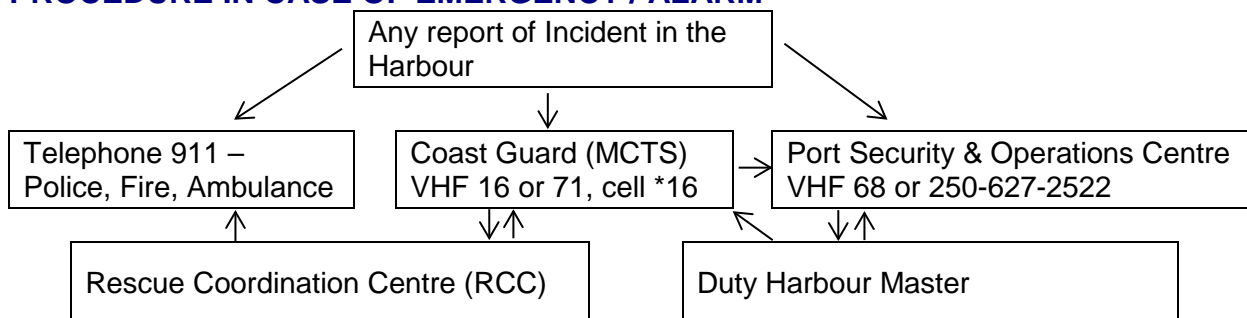 PROCEDURE IN CASE OF EMERGENCY / ALARM
Any report of Incident in the
Harbour
Telephone 911 –
Police, Fire, Ambulance
Coast Guard (MCTS)
VHF 16 or 71, cell *16
Port Security & Operations Centre
VHF 68 or 250-627-2522
Rescue Coordination Centre (RCC)
Duty Harbour Master